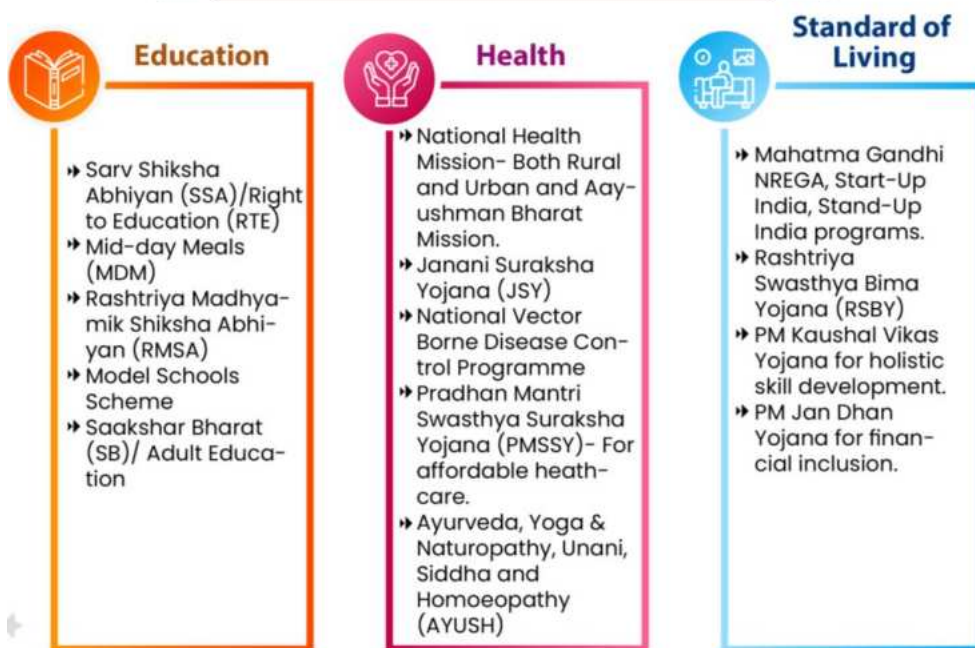 Education
» Sarv Shiksha
Abhiyan (SSA)/Right
to Education (RTE)
» Mid-day Meals
(MDM)
» Rashtriya Madhya-
mik Shiksha Abhi-
yan (RMSA)
» Model Schools
Scheme
» Saakshar Bharat
(SB)/ Adult Educa-
tion
Health
» National Health
Mission- Both Rural
and Urban and Aay-
ushman Bharat
Mission.
» Janani Suraksha
Yojana (JSY)
» National Vector
Borne Disease Con-
trol Programme
» Pradhan Mantri
Swasthya Suraksha
Yojana (PMSSY)- For
affordable heath-
care.
» Ayurveda, Yoga &
Naturopathy, Unani,
Siddha and
Homoeopathy
(AYUSH)
Standard of
Living
» Mahatma Gandhi
NREGA, Start-Up
India, Stand-Up
India programs.
» Rashtriya
Swasthya Bima
Yojana (RSBY)
» PM Kaushal Vikas
Yojana for holistic
skill development.
» PM Jan Dhan
Yojana for finan-
cial inclusion.